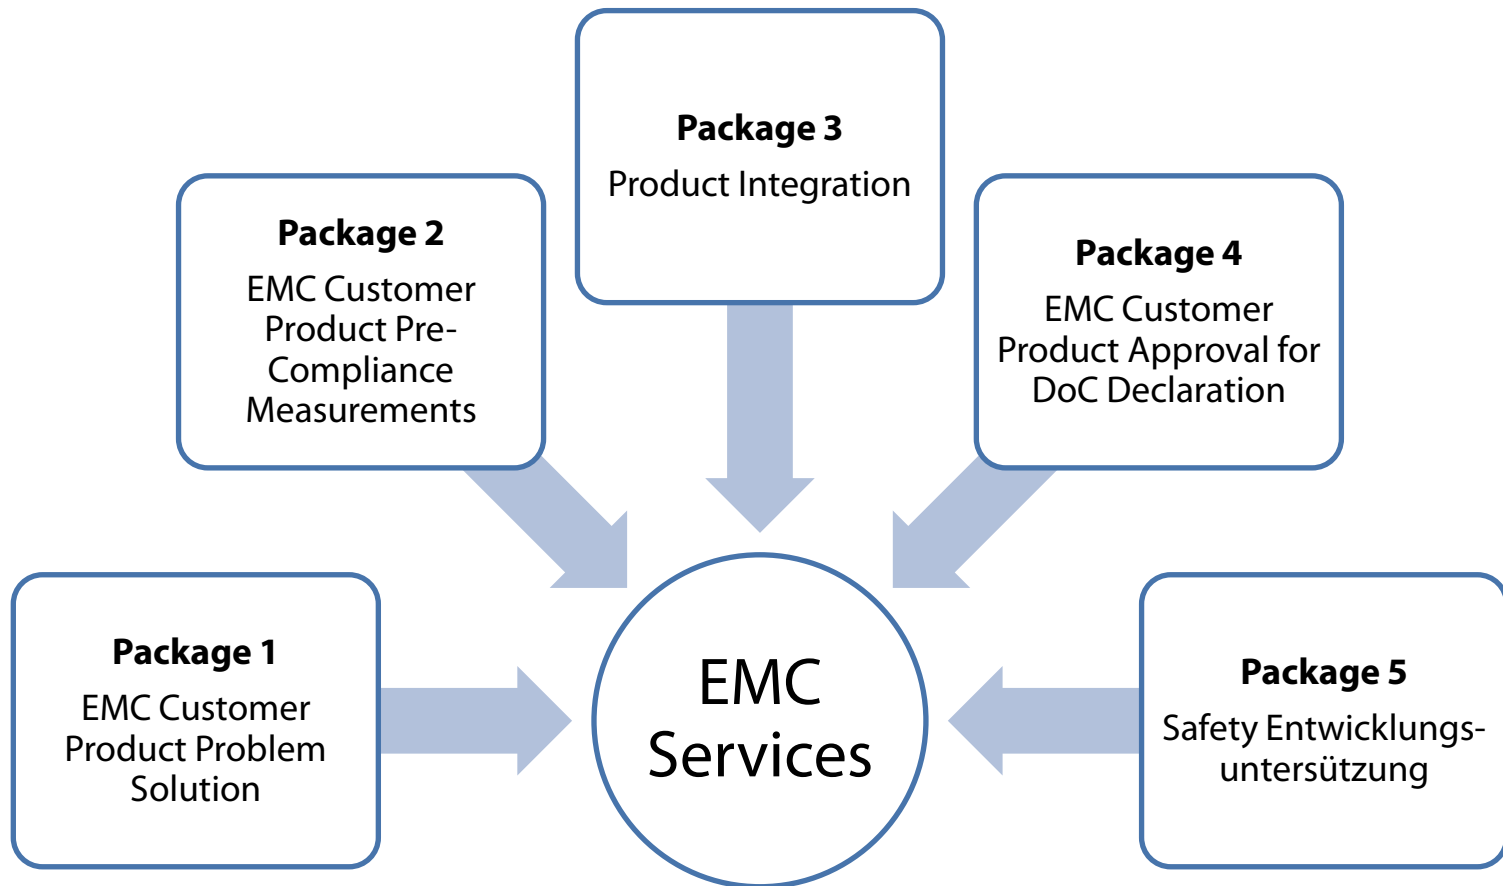 Package 1
EMC Customer
Product Problem
Solution
Package 2
EMC Customer
Product Pre-
Compliance
Measurements
Package 3
Product Integration
Package 4
EMC Customer
Product Approval for
DoC Declaration
Package 5
Safety Entwicklungs-
untersützung
EMC
Services